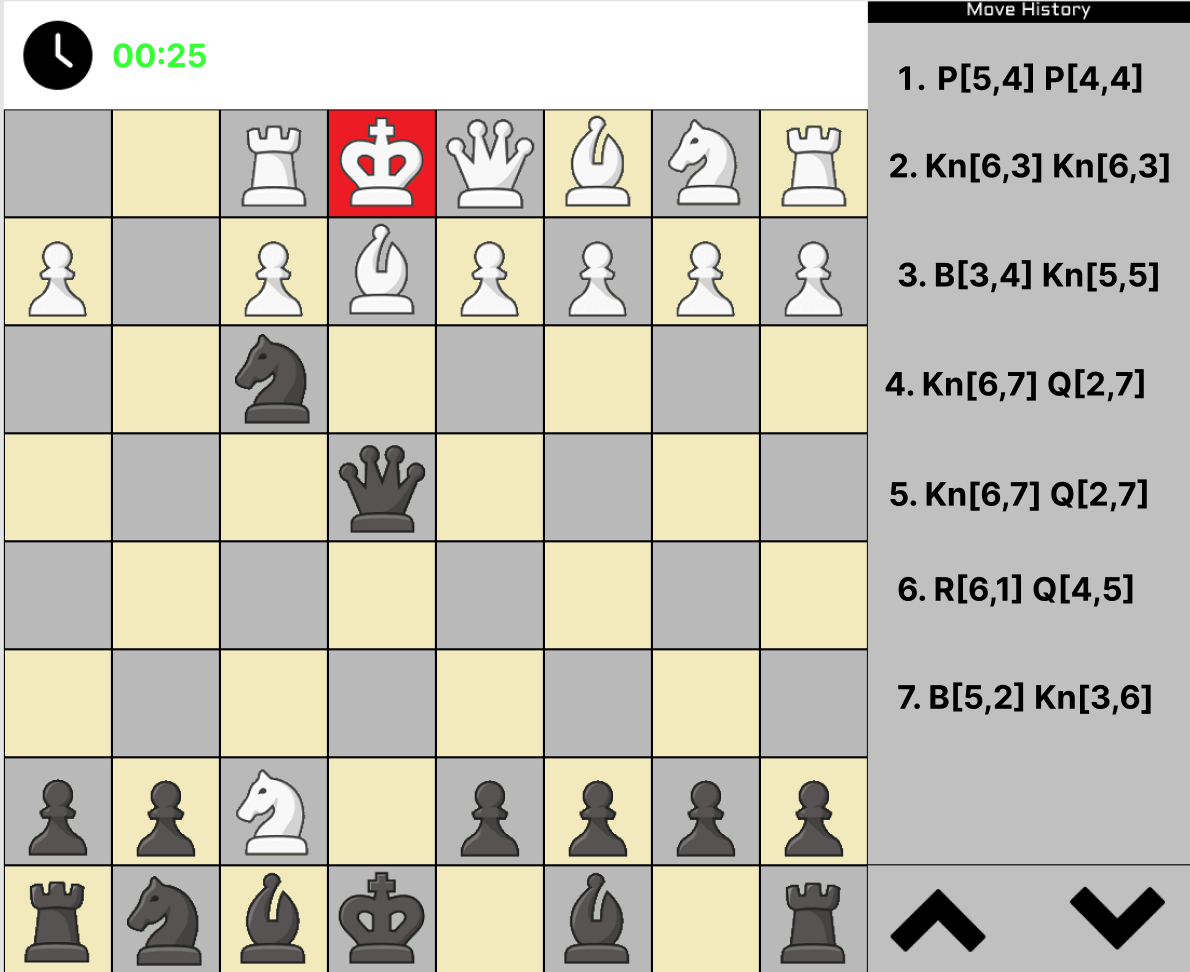 Move History
00:25
1. P[5,4] P[4,4]
2. Kn[6,3] Kn[6,3]
3. B[3,4] Kn[5,5]
4. Kn[6,7] Q[2,7]
5. Kn[6,7] Q[2,7]
6. R[6,1] Q[4,5]
7. B[5,2] Kn[3,6]